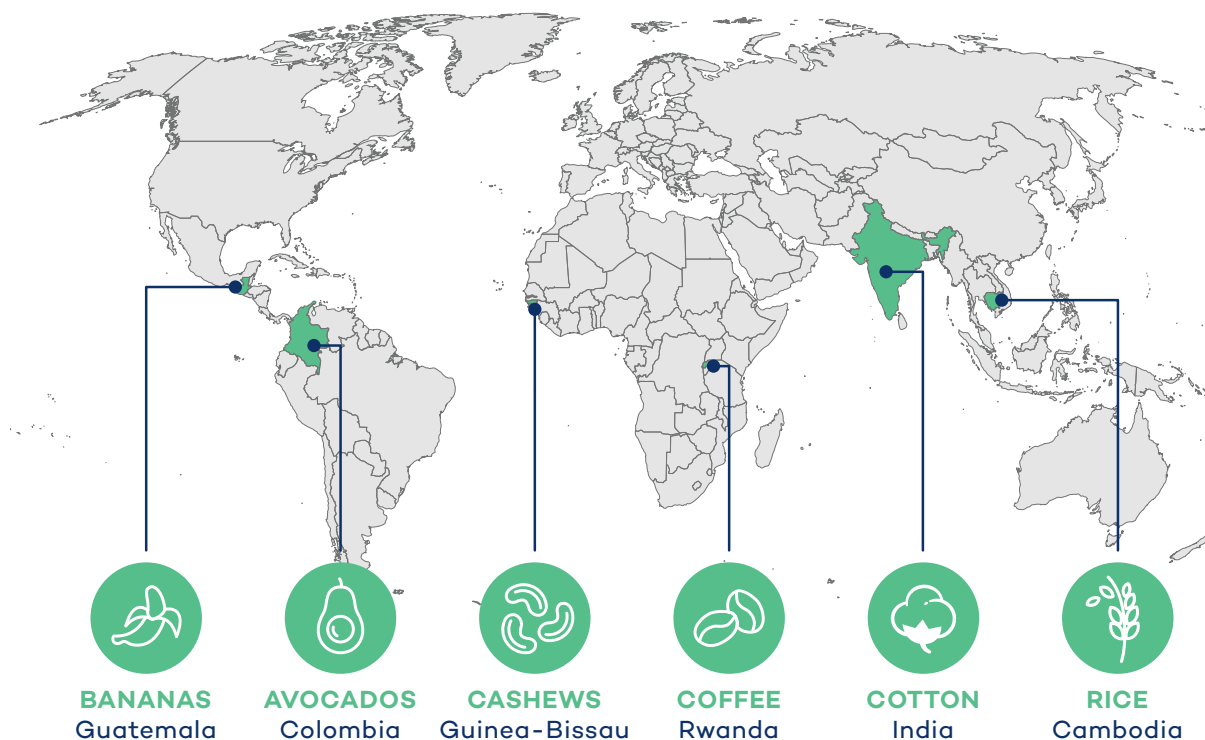 BANANAS
Guatemala
AVOCADOS
Colombia
CASHEWS
Guinea-Bissau
COFFEE
Rwanda
COTTON
India
RICE
Cambodia